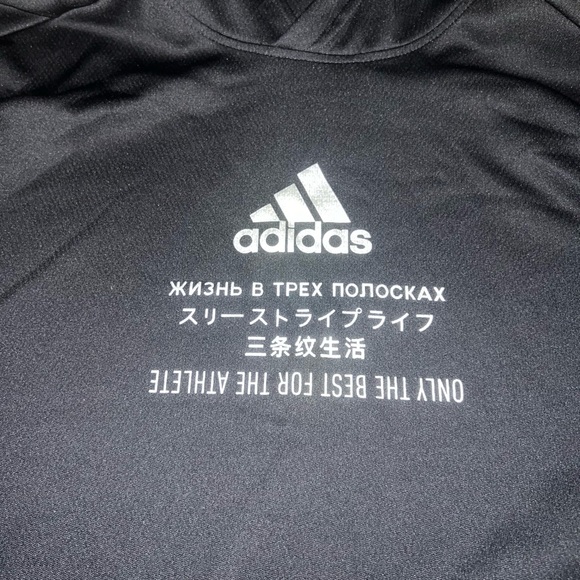 adidas
ЖИЗНЬ В ТРЕХ ПОЛОСКАХ
スリーストライプライフ
三条纹生活
ONLY THE BEST FOR THE ATHLETE